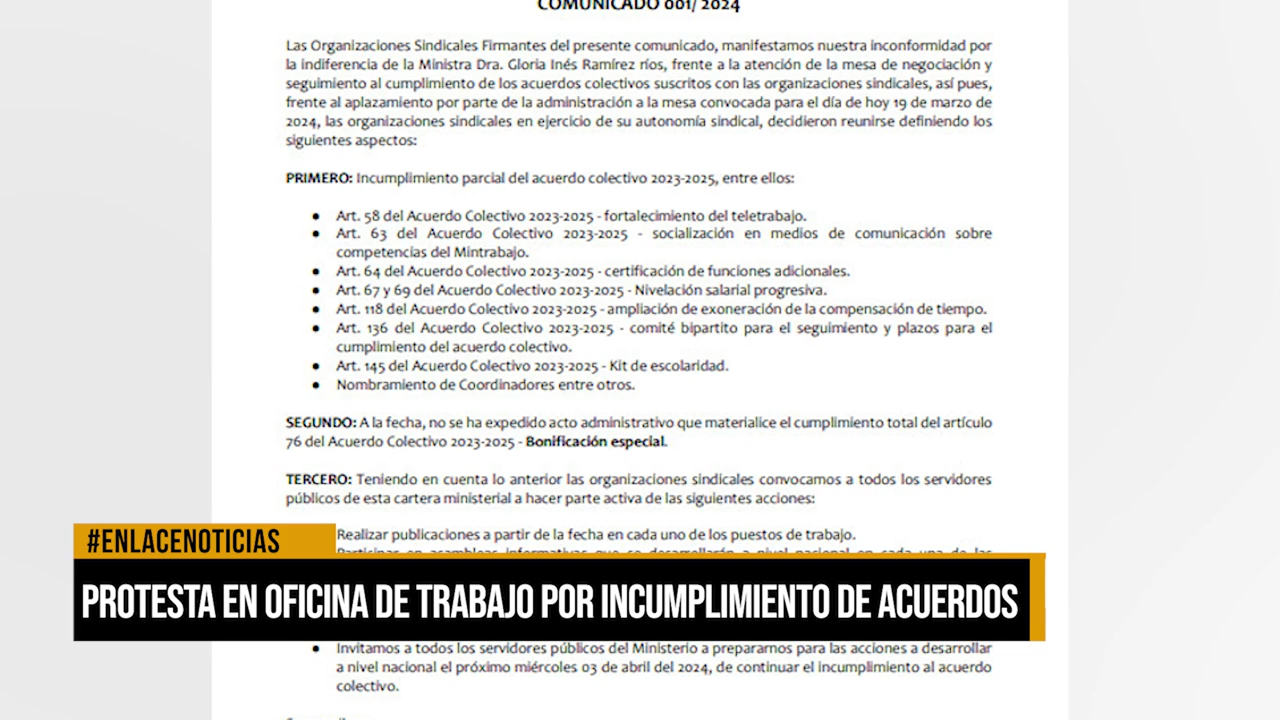 COMUNICADO 001/ 2024
Las Organizaciones Sindicales Firmantes del presente comunicado, manifestamos nuestra inconformidad por
la indiferencia de la Ministra Dra. Gloria Inés Ramírez ríos, frente a la atención de la mesa de negociación y
seguimiento al cumplimiento de los acuerdos colectivos suscritos con las organizaciones sindicales, así pues,
frente al aplazamiento por parte de la administración a la mesa convocada para el día de hoy 19 de marzo de
2024, las organizaciones sindicales en ejercicio de su autonomía sindical, decidieron reunirse definiendo los
siguientes aspectos:
PRIMERO: Incumplimiento parcial del acuerdo colectivo 2023-2025, entre ellos:
● Art. 58 del Acuerdo Colectivo 2023-2025 - fortalecimiento del teletrabajo.
● Art. 63 del Acuerdo Colectivo 2023-2025 - socialización en medios de comunicación sobre
competencias del Mintrabajo.
● Art. 64 del Acuerdo Colectivo 2023-2025 - certificación de funciones adicionales.
● Art. 67 y 69 del Acuerdo Colectivo 2023-2025 - Nivelación salarial progresiva.
● Art. 118 del Acuerdo Colectivo 2023-2025 - ampliación de exoneración de la compensación de tiempo.
● Art. 136 del Acuerdo Colectivo 2023-2025 - comité bipartito para el seguimiento y plazos para el
cumplimiento del acuerdo colectivo.
● Art. 145 del Acuerdo Colectivo 2023-2025 - Kit de escolaridad.
● Nombramiento de Coordinadores entre otros.
SEGUNDO: A la fecha, no se ha expedido acto administrativo que materialice el cumplimiento total del artículo
76 del Acuerdo Colectivo 2023-2025 - Bonificación especial.
TERCERO: Teniendo en cuenta lo anterior las organizaciones sindicales convocamos a todos los servidores
públicos de esta cartera ministerial a hacer parte activa de las siguientes acciones:
Realizar publicaciones a partir de la fecha en cada uno de los puestos de trabajo.
Participar en asambleas informativas que se desarrollarán a nivel nacional en cada una de las
#ENLACENOTICIAS
PROTESTA EN OFICINA DE TRABAJO POR INCUMPLIMIENTO DE ACUERDOS
● Invitamos a todos los servidores públicos del Ministerio a prepararnos para las acciones a desarrollar
a nivel nacional el próximo miércoles 03 de abril del 2024, de continuar el incumplimiento al acuerdo
colectivo.